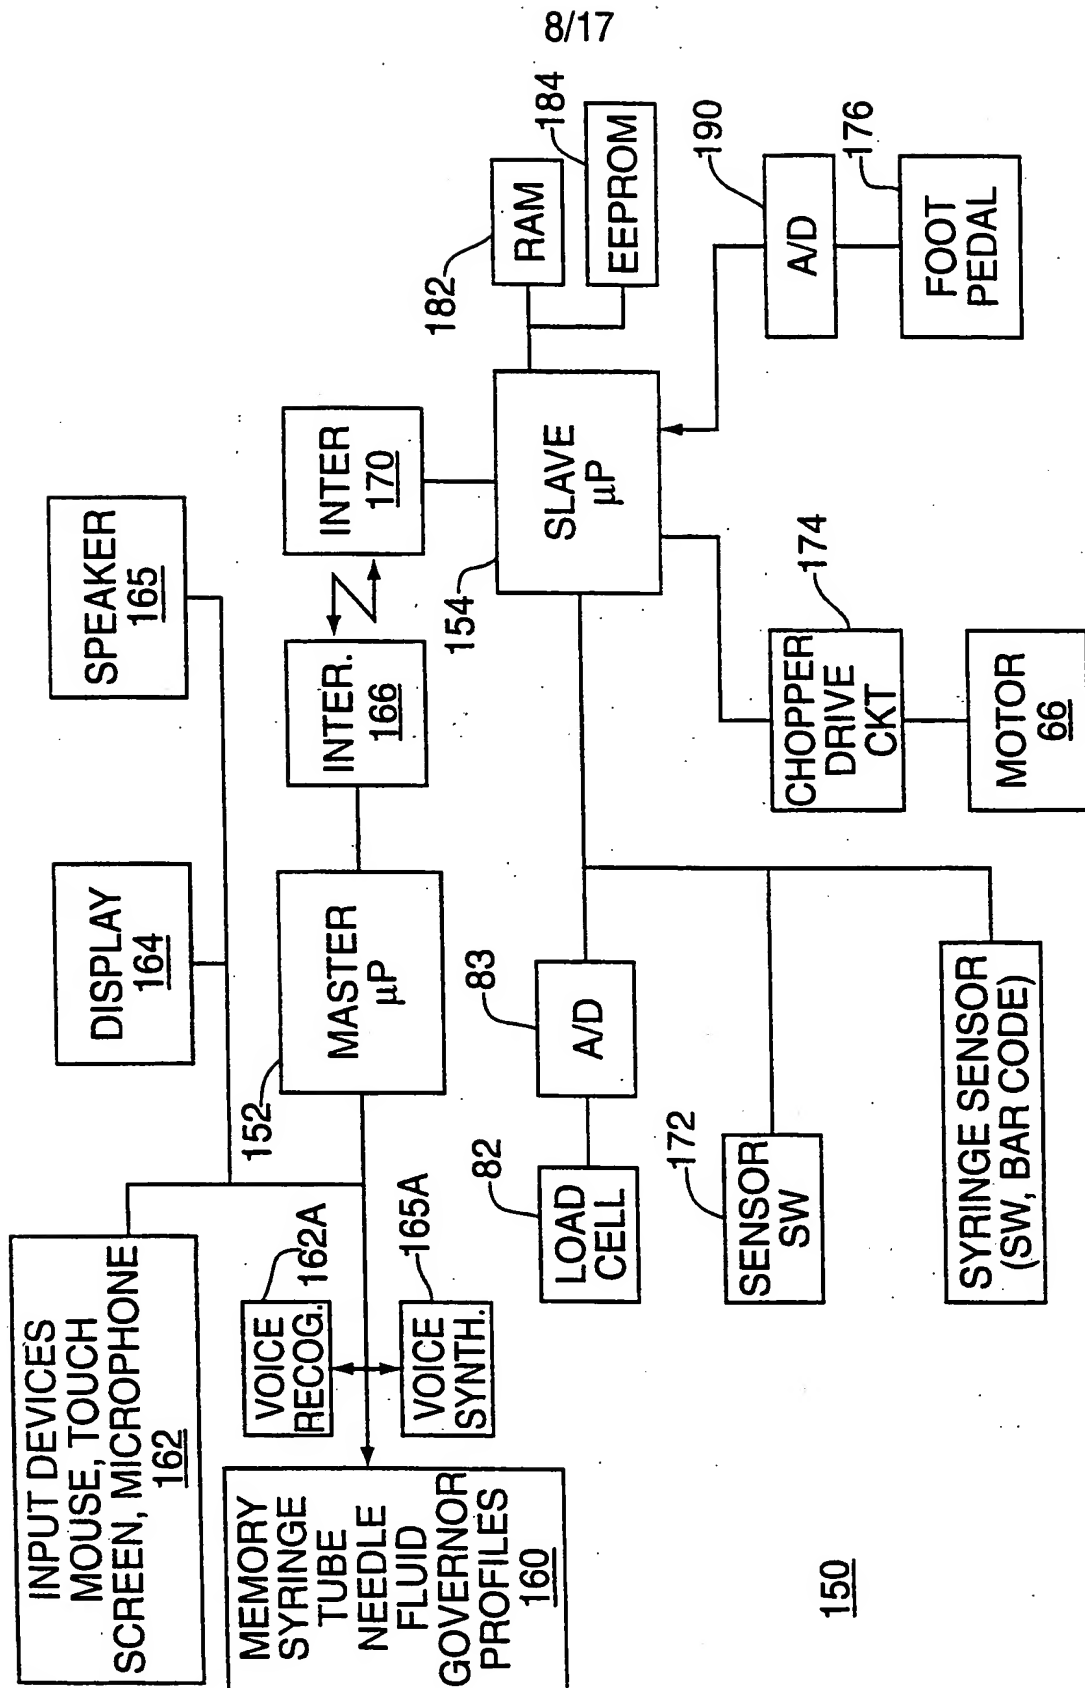 8/17
INPUT DEVICES
MOUSE, TOUCH
SCREEN, MICROPHONE
162
DISPLAY
164
SPEAKER
165
MEMORY
SYRINGE
TUBE
NEEDLE
FLUID
GOVERNOR
PROFILES
160
VOICE
RECOG.
162A
VOICE
SYNTH.
165A
152
MASTER
μP
INTER.
166
INTER
170
154
SLAVE
μP
182
RAM
184
EEPROM
190
A/D
176
FOOT
PEDAL
82
LOAD
CELL
83
A/D
172
SENSOR
SW
SYRINGE SENSOR
(SW, BAR CODE)
174
CHOPPER
DRIVE
CKT
MOTOR
66
150